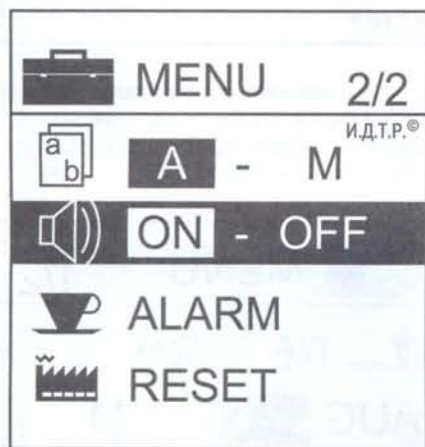 MENU 2/2
И.Д.Т.Р.©
a
b
A - M
ON - OFF
ALARM
RESET